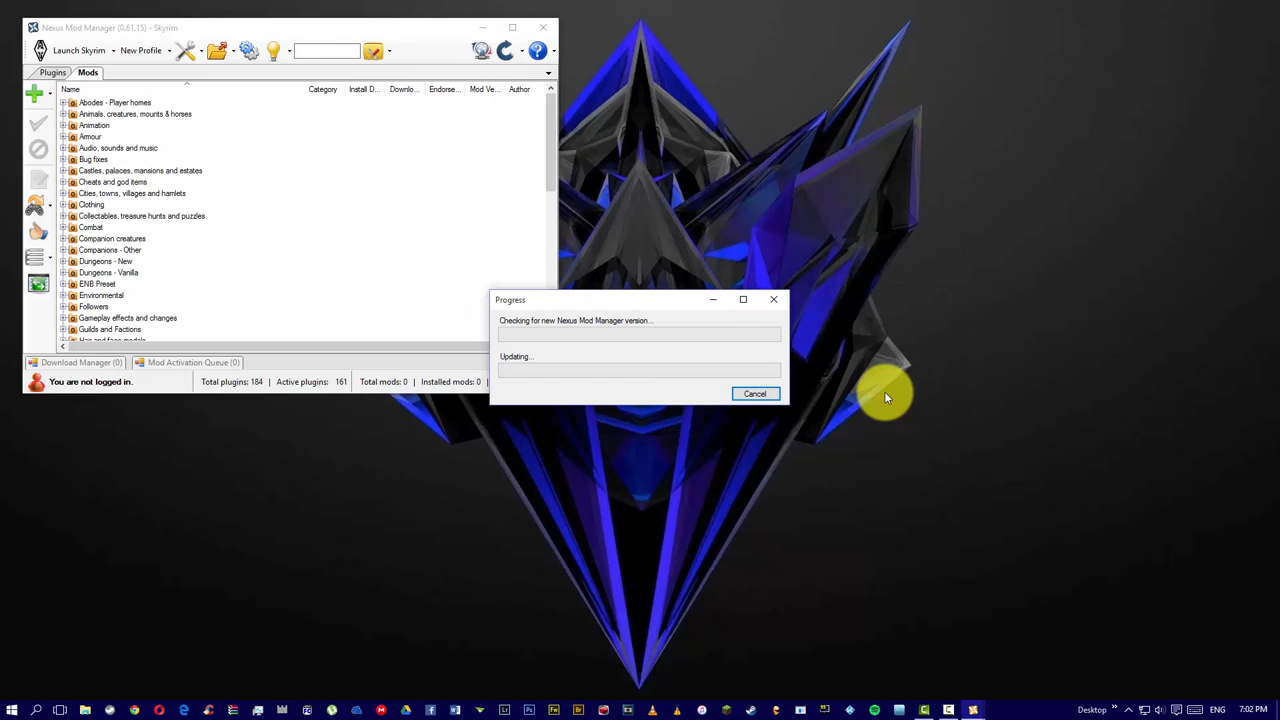 Nexus Mod Manager (0.61.15) - Skyrim
Launch Skyrim
New Profile
Plugins
Mods
Name
Category
Install D...
Downlo...
Endorse...
Mod Ve...
Author
Abodes - Player homes
Animals, creatures, mounts & horses
Animation
Armour
Audio, sounds and music
Bug fixes
Castles, palaces, mansions and estates
Cheats and god items
Cities, towns, villages and hamlets
Clothing
Collectables, treasure hunts and puzzles
Combat
Companion creatures
Companions - Other
Dungeons - New
Dungeons - Vanilla
ENB Preset
Environmental
Followers
Gameplay effects and changes
Guilds and Factions
Hair and face models
Download Manager (0)
Mod Activation Queue (0)
You are not logged in.
Total plugins: 184
Active plugins: 161
Total mods: 0
Installed mods: 0
Progress
Checking for new Nexus Mod Manager version...
Updating...
Cancel
Desktop
ENG
7:02 PM